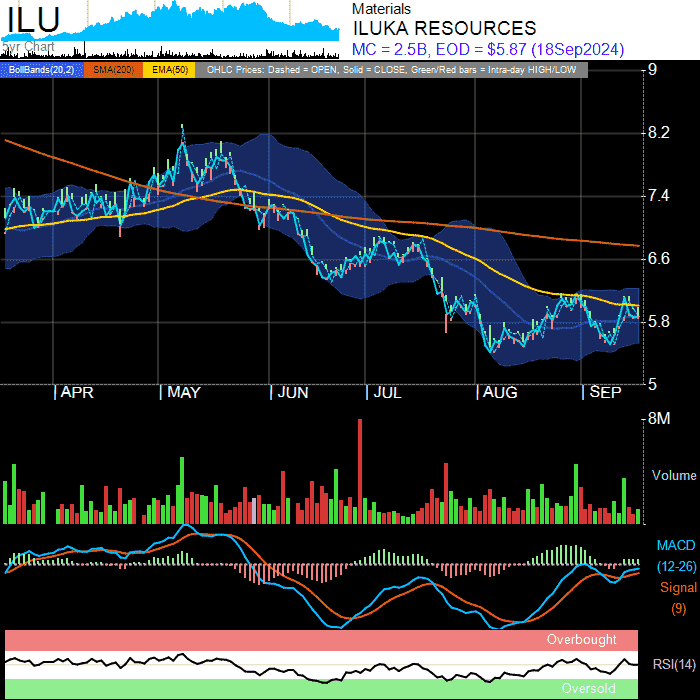 ILU
5yr Chart
Materials
ILUKA RESOURCES
MC = 2.5B, EOD = $5.87 (18Sep2024)
BollBands(20,2) SMA(200) EMA(50) OHLC Prices: Dashed = OPEN, Solid = CLOSE, Green/Red bars = Intra-day HIGH/LOW
9
8.2
7.4
6.6
5.8
5
APR MAY JUN JUL AUG SEP
8M
Volume
MACD
(12-26)
Signal
(9)
Overbought
RSI(14)
Oversold